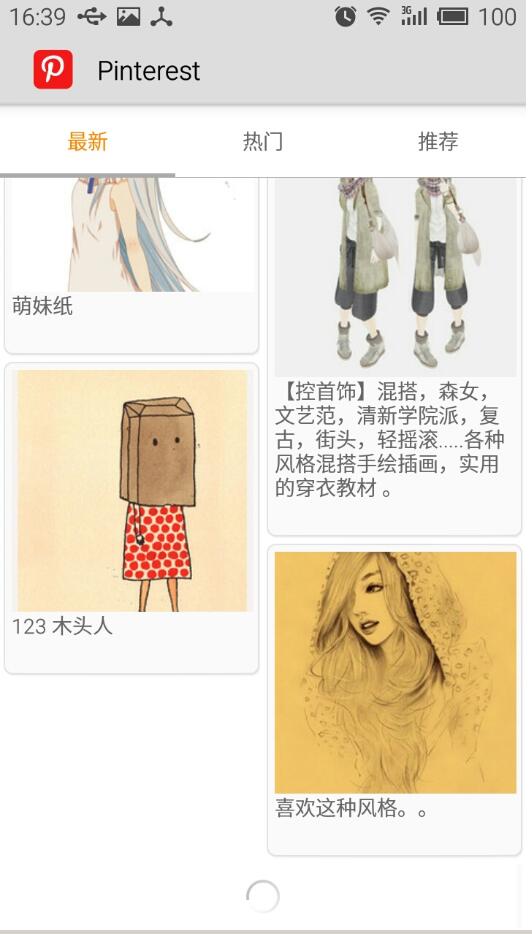 16:39
3G
100
Pinterest
最新
热门
推荐
萌妹纸
【控首饰】混搭，森女，
文艺范，清新学院派，复
古，街头，轻摇滚.....各种
风格混搭手绘插画，实用
的穿衣教材 。
123 木头人
喜欢这种风格。。